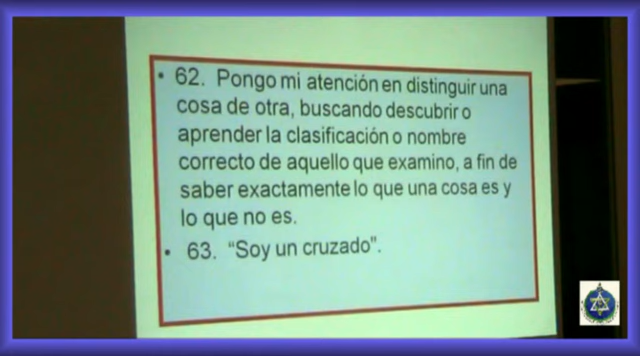 • 62. Pongo mi atención en distinguir una
cosa de otra, buscando descubrir o
aprender la clasificación o nombre
correcto de aquello que examino, a fin de
saber exactamente lo que una cosa es y
lo que no es.
• 63. “Soy un cruzado”.